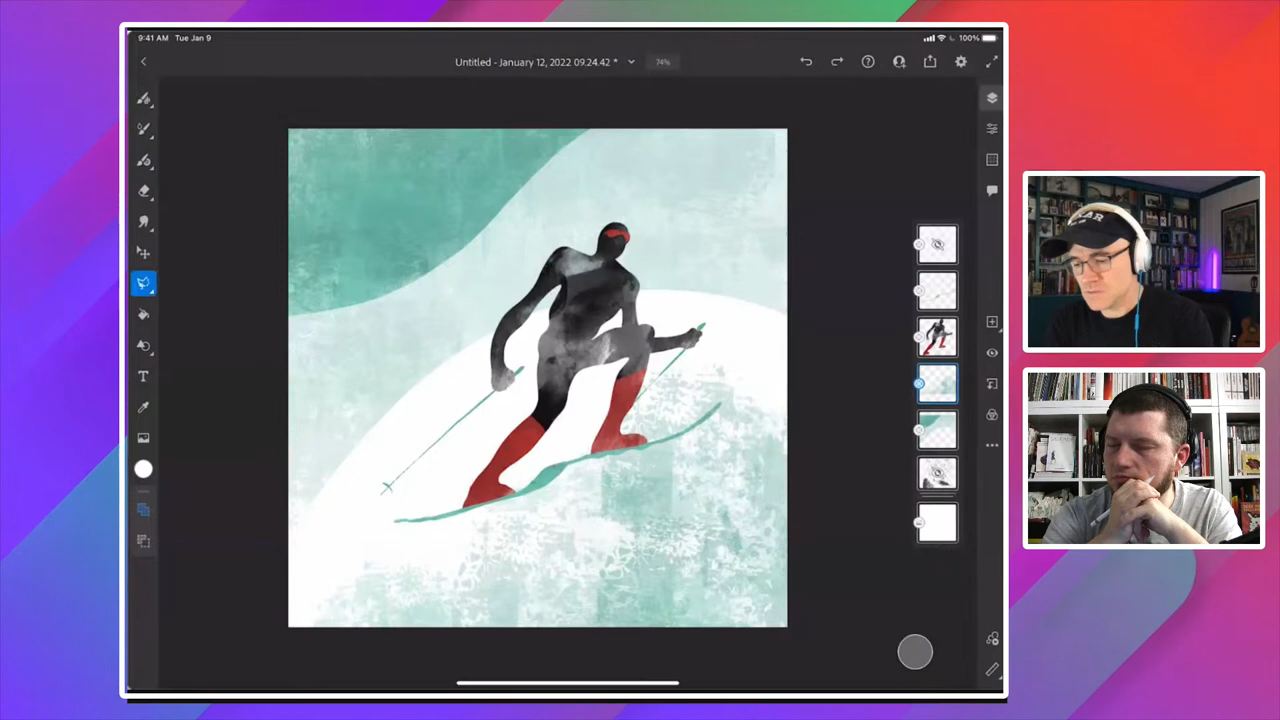 9:41 AM Tue Jan 9
100%
Untitled - January 12, 2022 09.24.42 *
74%
T